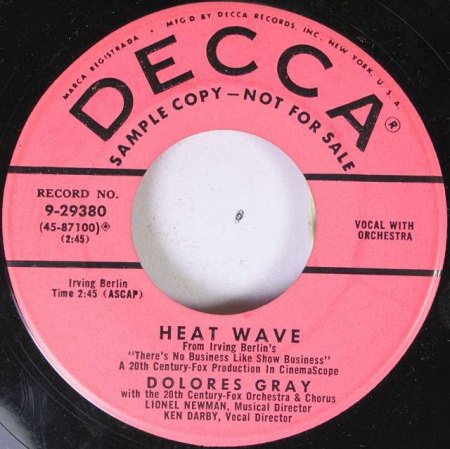 MARCA REGISTRADA • MFG'D BY DECCA RECORDS, INC., NEW YORK, U.S.A.
DECCA®
SAMPLE COPY—NOT FOR SALE
RECORD NO.
9-29380
(45-87100)
(2:45)
VOCAL WITH
ORCHESTRA
Irving Berlin
Time 2:45 (ASCAP)
HEAT WAVE
From Irving Berlin's
"There's No Business Like Show Business"
A 20th Century-Fox Production In CinemaScope
DOLORES GRAY
with the 20th Century-Fox Orchestra & Chorus
LIONEL NEWMAN, Musical Director
KEN DARBY, Vocal Director